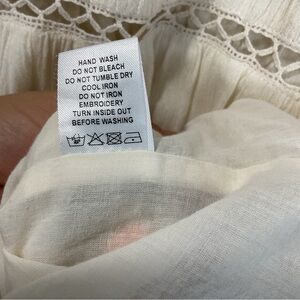 HAND WASH
DO NOT BLEACH
DO NOT TUMBLE DRY
COOL IRON
DO NOT IRON
EMBROIDERY
TURN INSIDE OUT
BEFORE WASHING